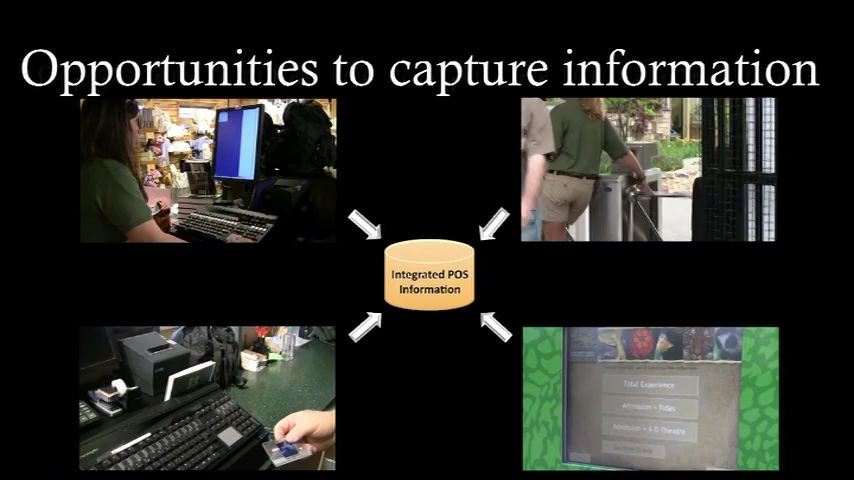 Opportunities to capture information
Integrated POS
Information
Total Experience
Admission + Rides
Admission + 4-D Theatre